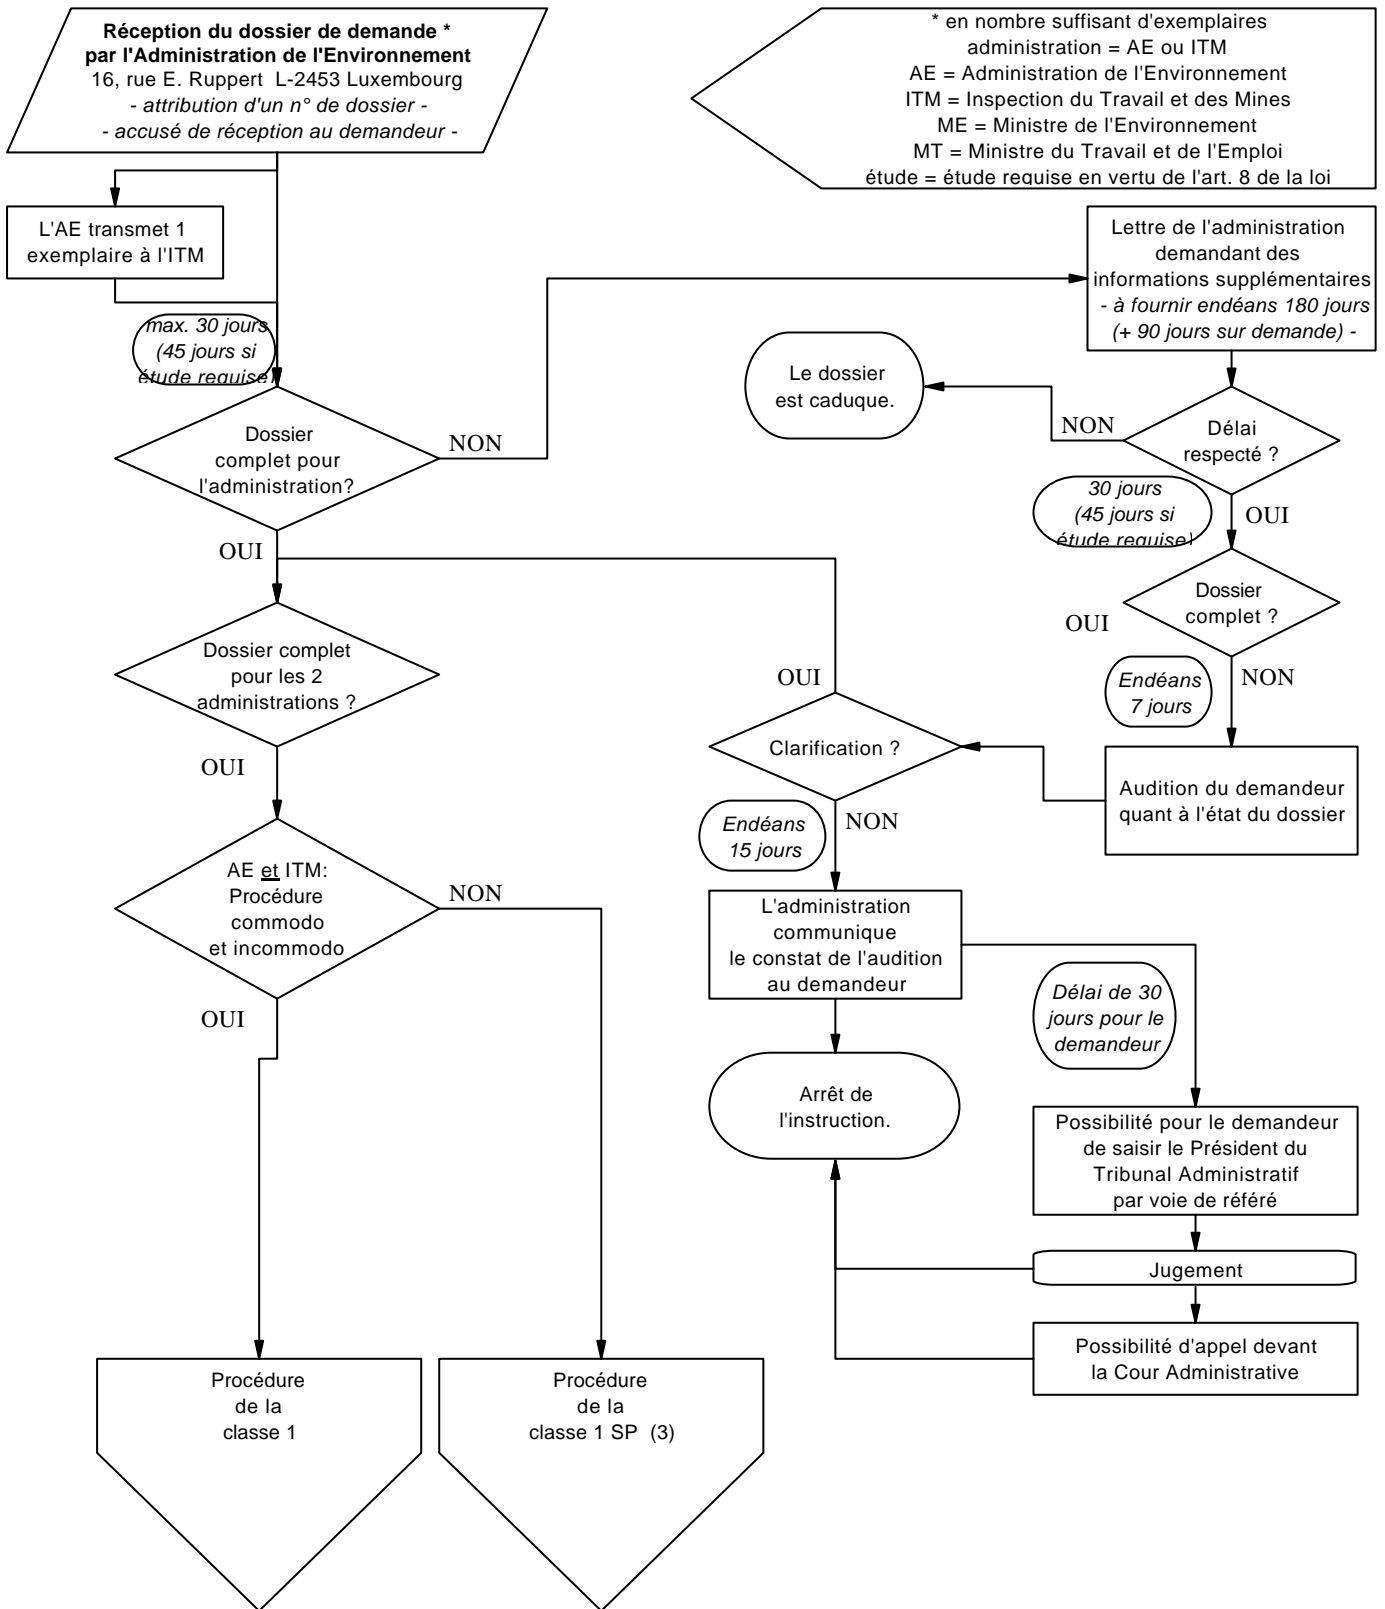 Réception du dossier de demande *
par l'Administration de l'Environnement
16, rue E. Ruppert L-2453 Luxembourg
- attribution d'un n° de dossier -
- accusé de réception au demandeur -
* en nombre suffisant d'exemplaires
administration = AE ou ITM
AE = Administration de l'Environnement
ITM = Inspection du Travail et des Mines
ME = Ministre de l'Environnement
MT = Ministre du Travail et de l'Emploi
étude = étude requise en vertu de l'art. 8 de la loi
L'AE transmet 1
exemplaire à l'ITM
Lettre de l'administration
demandant des
informations supplémentaires
- à fournir endéans 180 jours
(+ 90 jours sur demande) -
max. 30 jours
(45 jours si
étude requise)
Le dossier
est caduque.
Dossier
complet pour
l'administration?
NON
NON
Délai
respecté ?
30 jours
(45 jours si
étude requise)
OUI
OUI
Dossier
complet ?
OUI
NON
Dossier complet
pour les 2
administrations ?
OUI
Endéans
7 jours
Clarification ?
OUI
Audition du demandeur
quant à l'état du dossier
Endéans
15 jours
NON
AE et ITM:
Procédure
commodo
et incommodo
NON
OUI
L'administration
communique
le constat de l'audition
au demandeur
Délai de 30
jours pour le
demandeur
Arrêt de
l'instruction.
Possibilité pour le demandeur
de saisir le Président du
Tribunal Administratif
par voie de référé
Jugement
Possibilité d'appel devant
la Cour Administrative
Procédure
de la
classe 1
Procédure
de la
classe 1 SP (3)